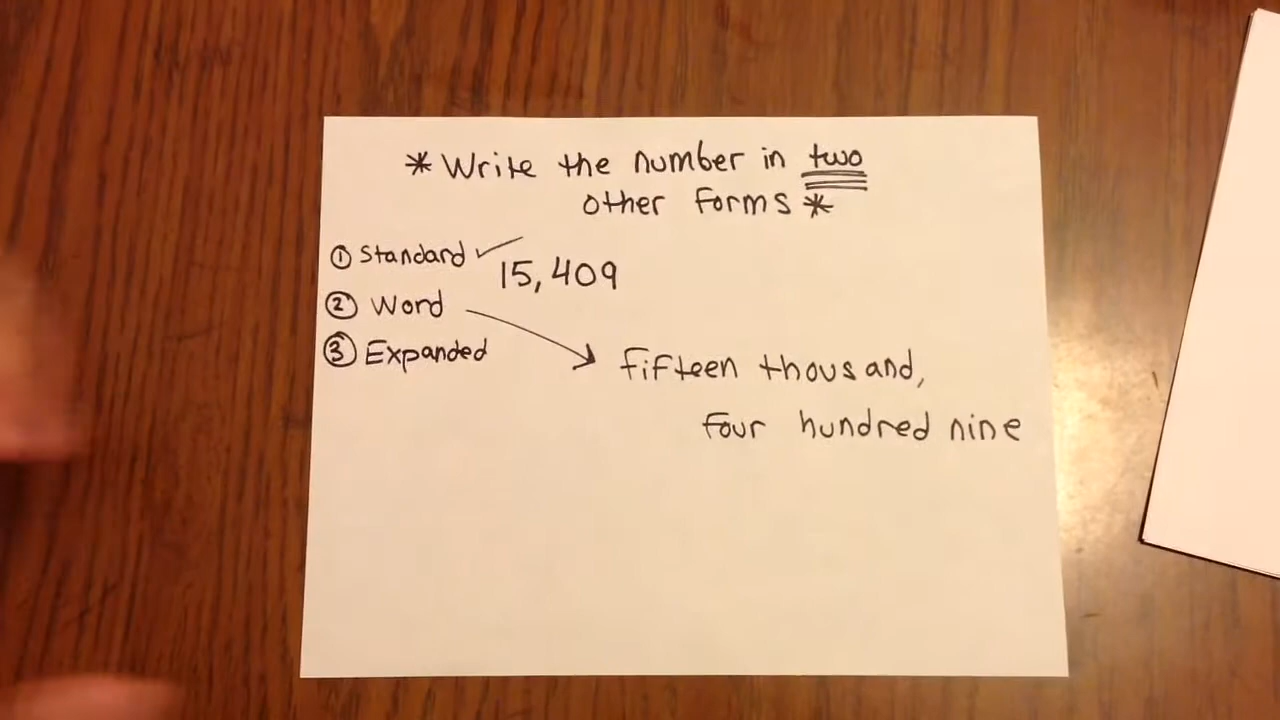 *Write the number in two
other forms*
① Standard ✓
15,409
② Word
③ Expanded
fifteen thousand,
four hundred nine